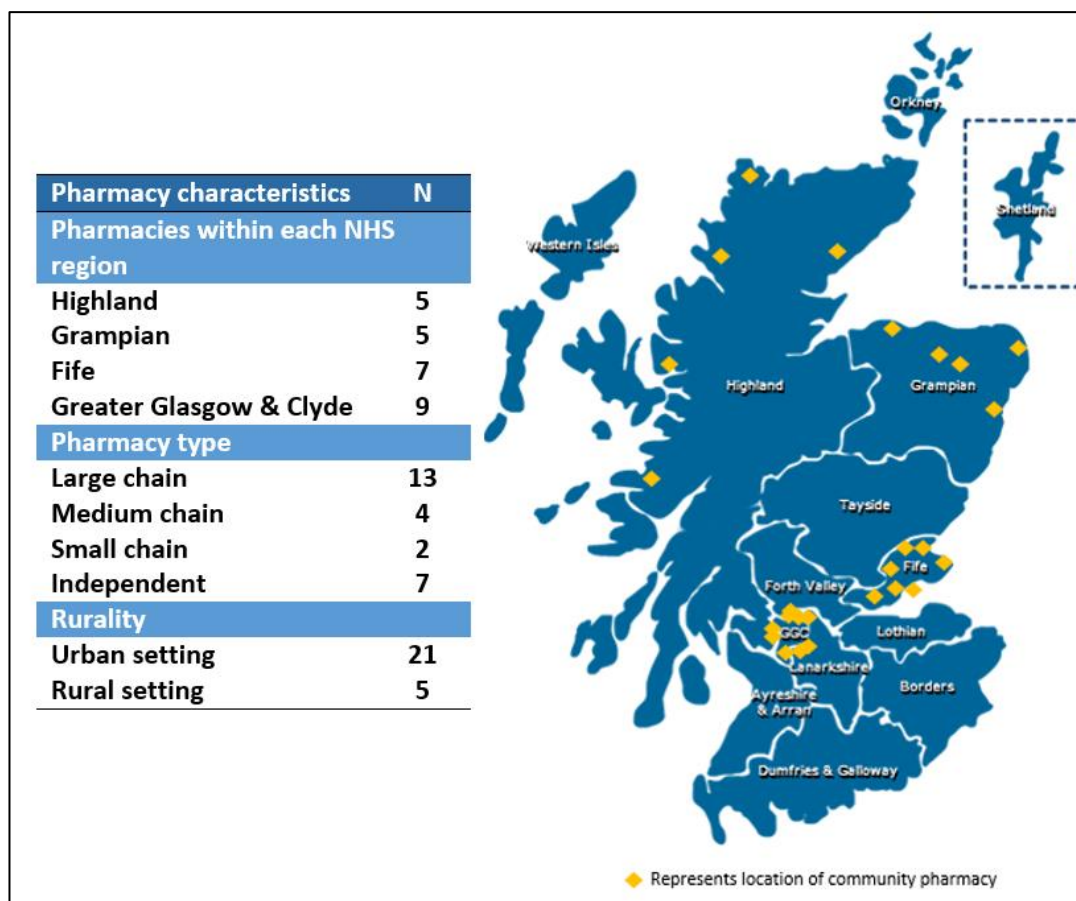 Pharmacy characteristics N
Pharmacies within each NHS
region
Highland 5
Grampian 5
Fife 7
Greater Glasgow & Clyde 9
Pharmacy type
Large chain 13
Medium chain 4
Small chain 2
Independent 7
Rurality
Urban setting 21
Rural setting 5
Orkney
Shetland
Western Isles
Highland
Grampian
Tayside
Fife
Forth Valley
GGC
Lothian
Lanarkshire
Borders
Ayreshire
& Arran
Dumfries & Galloway
Represents location of community pharmacy